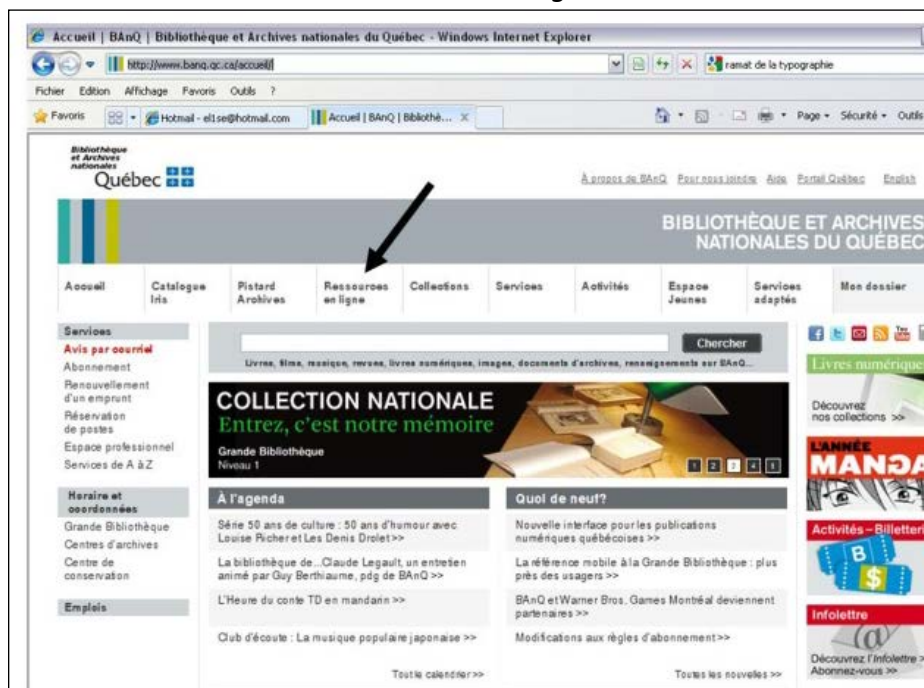 Accueil | BAnQ | Bibliothèque et Archives nationales du Québec - Windows Internet Explorer
http://www.banq.qc.ca/accueil/
ramat de la typographie
Fichier Edition Affichage Favoris Outils ?
Favoris
Hotmail - el1se@hotmail.com
Accueil | BAnQ | Bibliothè... X
Page Sécurité Outils
Bibliothèque
et Archives
nationales
Québec
À propos de BAnQ Pour nous joindre Aide Portail Québec English
BIBLIOTHÈQUE ET ARCHIVES
NATIONALES DU QUÉBEC
Accueil
Catalogue
Iris
Pistard
Archives
Ressources
en ligne
Collections
Services
Activités
Espace
Jeunes
Services
adaptés
Mon dossier
Services
Avis par courriel
Abonnement
Renouvellement
d'un emprunt
Réservation
de postes
Espace professionnel
Services de A à Z
Horaire et
coordonnées
Grande Bibliothèque
Centres d'archives
Centre de
conservation
Emplois
Chercher
Livres, films, musique, revues, livres numériques, images, documents d'archives, renseignements sur BAnQ...
COLLECTION NATIONALE
Entrez, c'est notre mémoire
Grande Bibliothèque
Niveau 1
1 2 3 4 5
À l'agenda
Série 50 ans de culture : 50 ans d'humour avec
Louise Richer et Les Denis Drolet >>
La bibliothèque de...Claude Legault, un entretien
animé par Guy Berthiaume, pdg de BAnQ >>
L'Heure du conte TD en mandarin >>
Club d'écoute : La musique populaire japonaise >>
Tout le calendrier >>
Quoi de neuf?
Nouvelle interface pour les publications
numériques québécoises >>
La référence mobile à la Grande Bibliothèque : plus
près des usagers >>
BAnQ et Warner Bros. Games Montréal deviennent
partenaires >>
Modifications aux règles d'abonnement >>
Toutes les nouvelles >>
You
Livres numériques
Découvrez
nos collections >>
L'ANNÉE
MANGA
Activités – Billetterie
B
$
Infolettre
@
Découvrez l'Infolettre >
Abonnez-vous >>